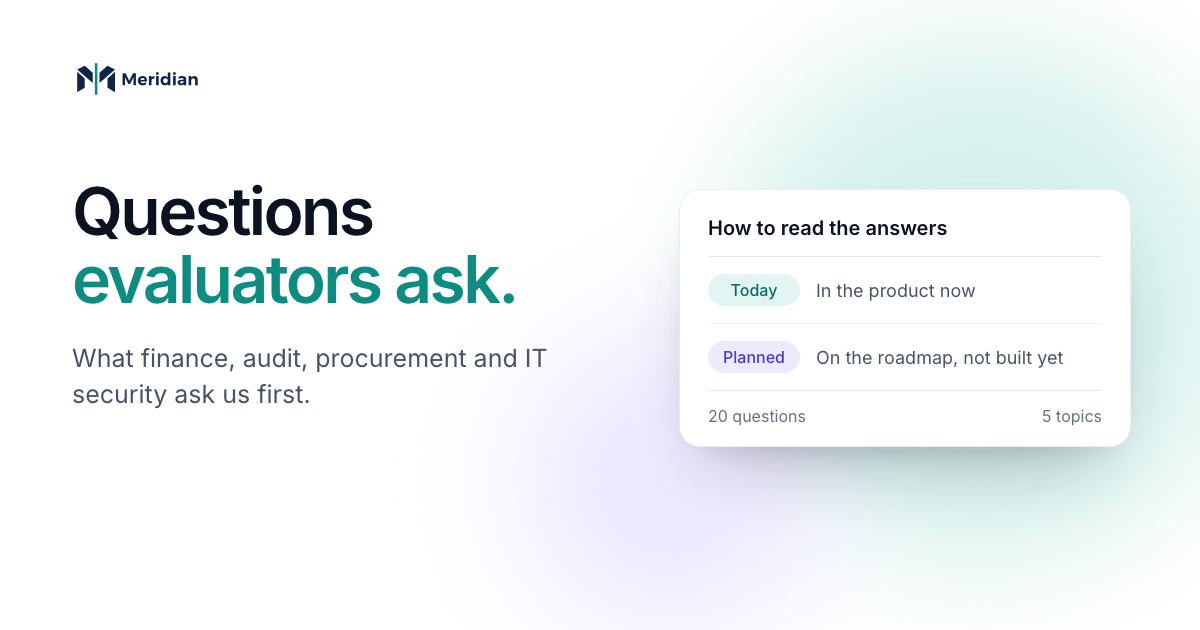 Meridian
Questions
evaluators ask.
What finance, audit, procurement and IT
security ask us first.
How to read the answers
Today
In the product now
Planned
On the roadmap, not built yet
20 questions
5 topics